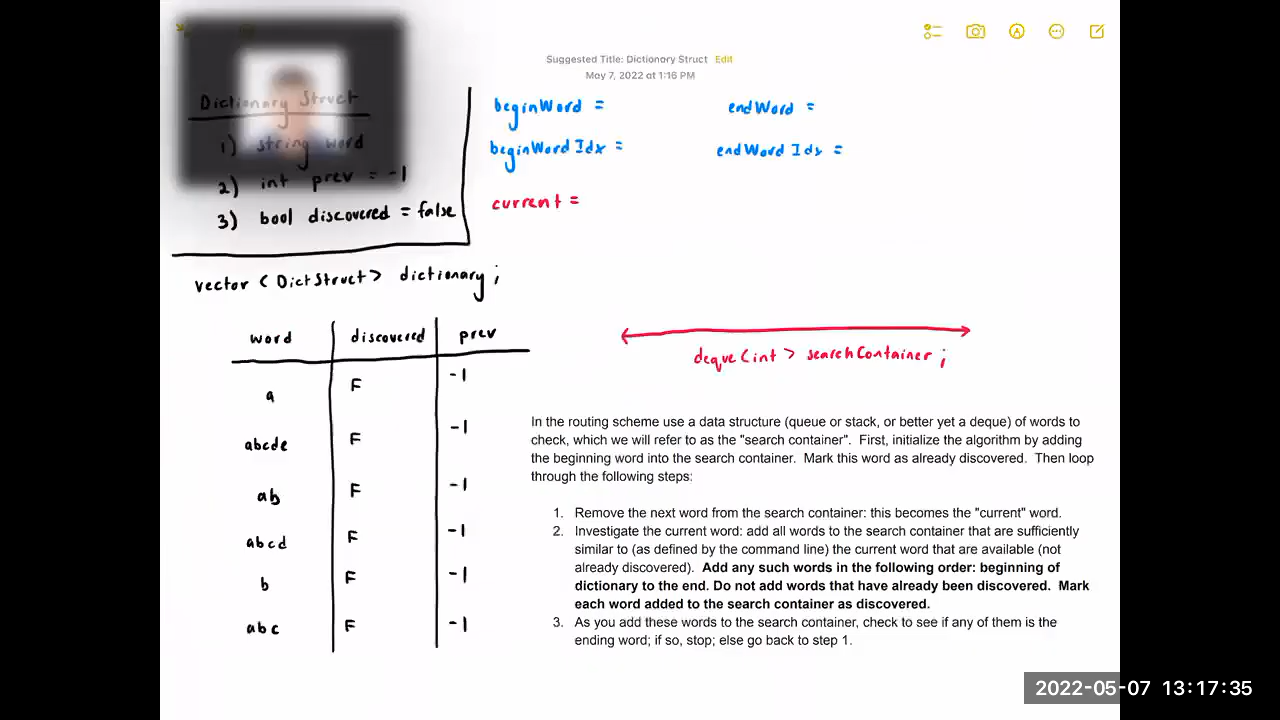 Suggested Title: Dictionary Struct Edit
May 7, 2022 at 1:16 PM
Dictionary Struct
1) string word
2) int prev = -1
3) bool discovered = false
beginWord =
endWord =
beginWordIdx =
endWordIdx =
current =
vector<DictStruct> dictionary;
word discovered prev
a F -1
abcde F -1
ab F -1
abcd F -1
b F -1
abc F -1
deque<int> searchContainer;
In the routing scheme use a data structure (queue or stack, or better yet a deque) of words to
check, which we will refer to as the "search container".  First, initialize the algorithm by adding
the beginning word into the search container.  Mark this word as already discovered.  Then loop
through the following steps:
1. Remove the next word from the search container: this becomes the "current" word.
2. Investigate the current word: add all words to the search container that are sufficiently
similar to (as defined by the command line) the current word that are available (not
already discovered).  Add any such words in the following order: beginning of
dictionary to the end. Do not add words that have already been discovered.  Mark
each word added to the search container as discovered.
3. As you add these words to the search container, check to see if any of them is the
ending word; if so, stop; else go back to step 1.
2022-05-07 13:17:35